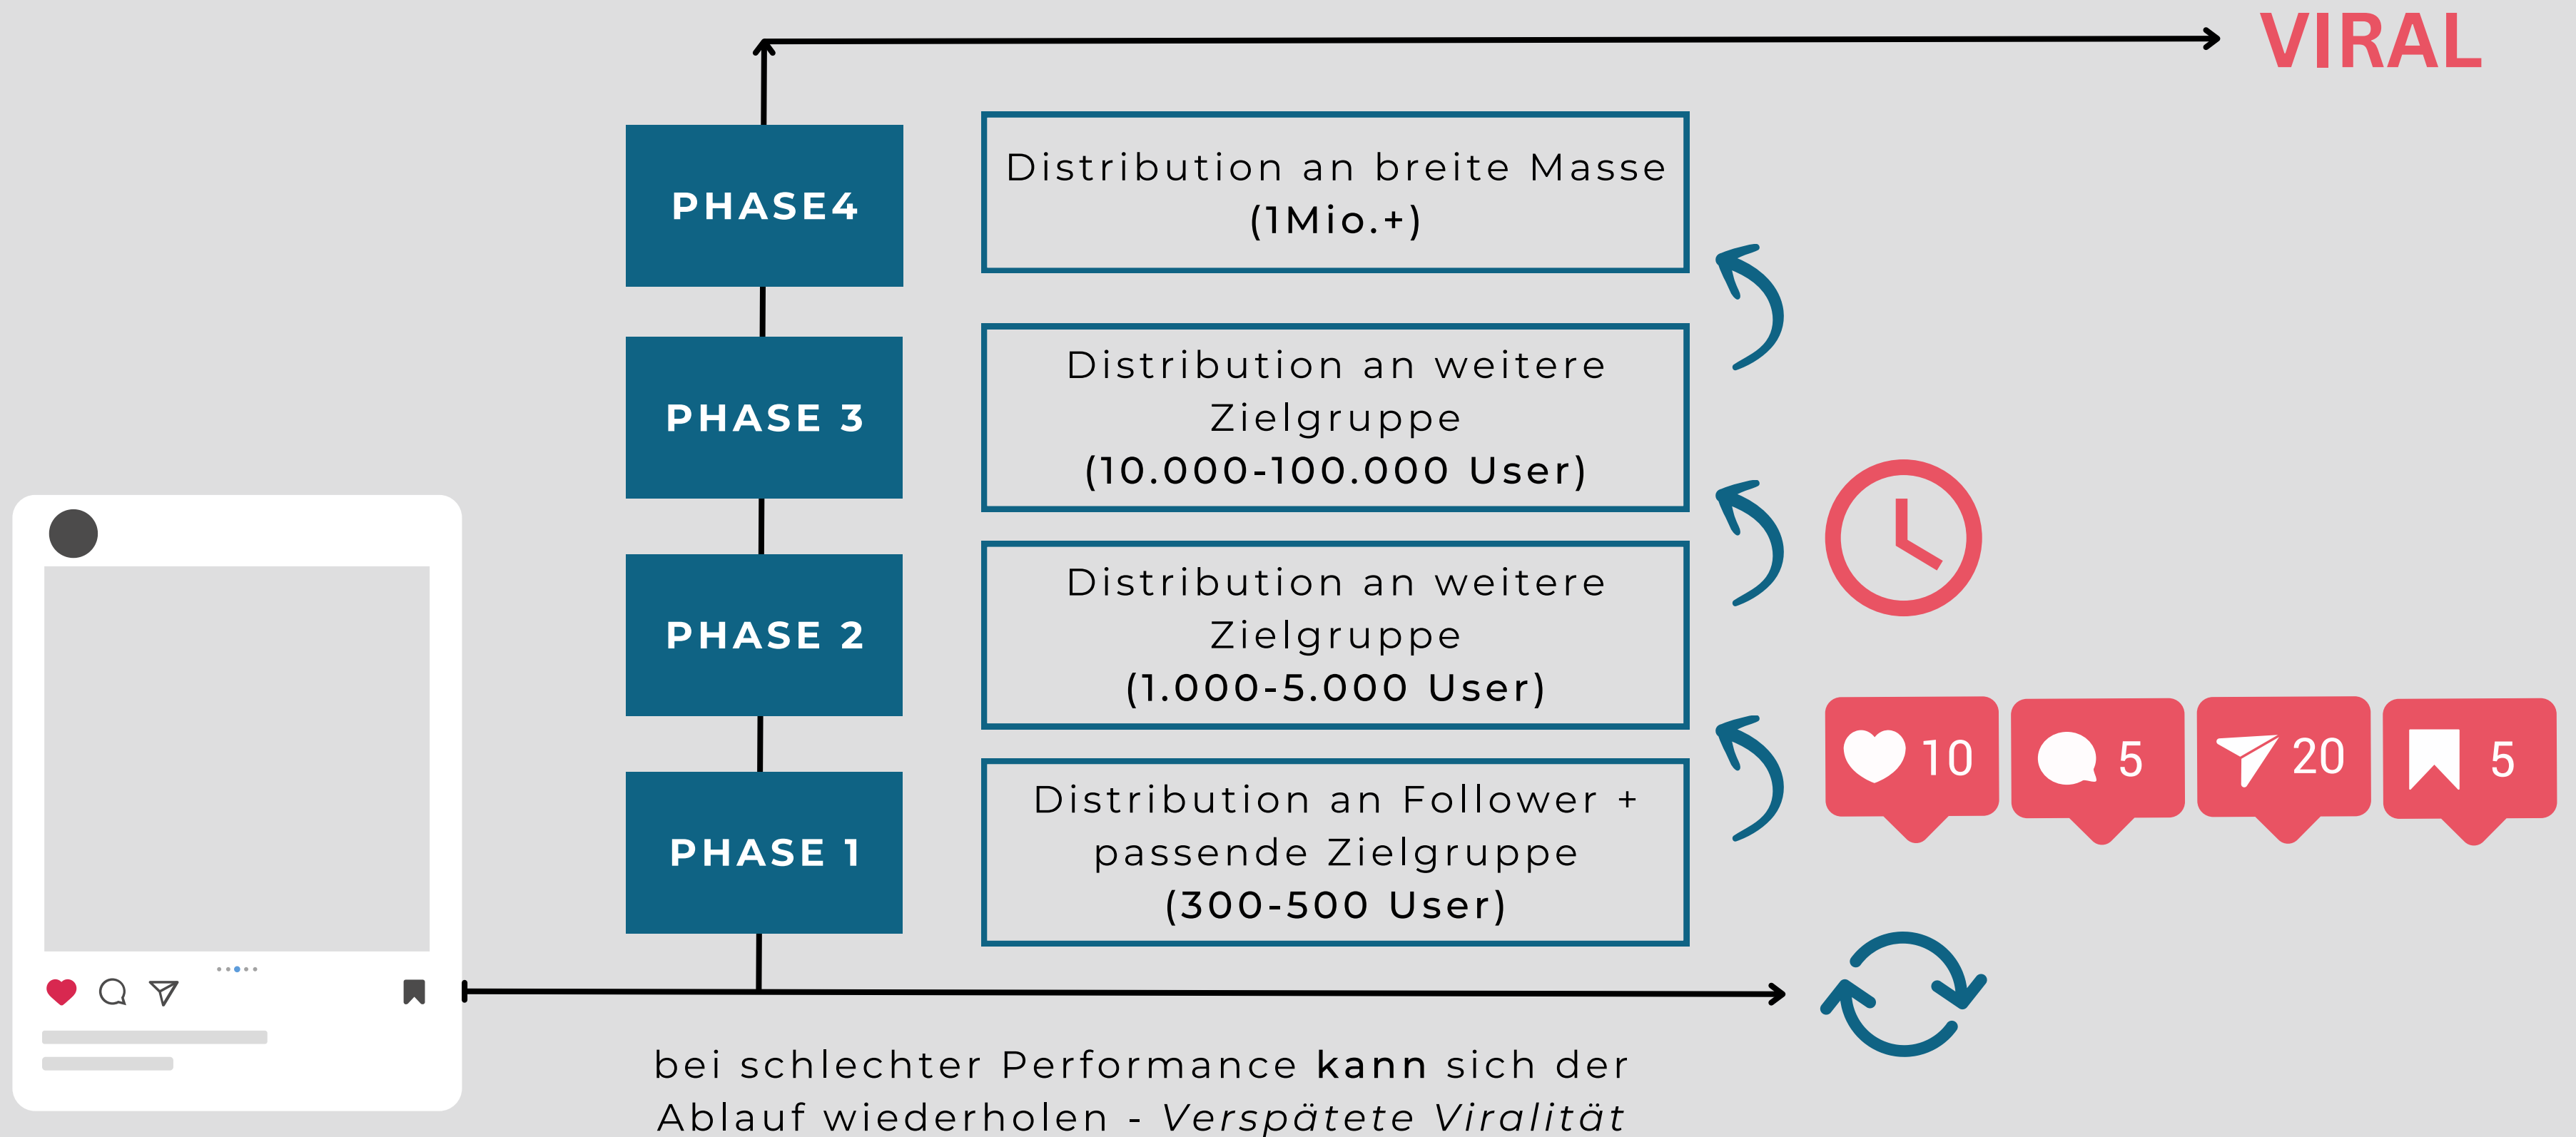 VIRAL
PHASE4
Distribution an breite Masse
(1Mio.+)
PHASE 3
Distribution an weitere
Zielgruppe
(10.000-100.000 User)
PHASE 2
Distribution an weitere
Zielgruppe
(1.000-5.000 User)
10
5
20
5
PHASE 1
Distribution an Follower +
passende Zielgruppe
(300-500 User)
bei schlechter Performance kann sich der
Ablauf wiederholen - Verspätete Viralität